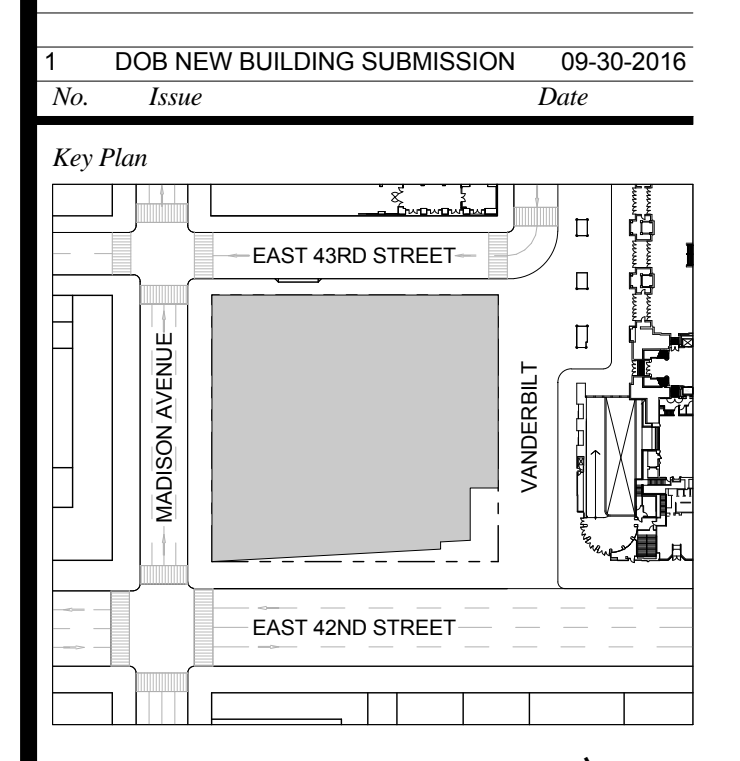 1 DOB NEW BUILDING SUBMISSION 09-30-2016
No. Issue Date
Key Plan
EAST 43RD STREET
MADISON AVENUE
VANDERBILT
EAST 42ND STREET